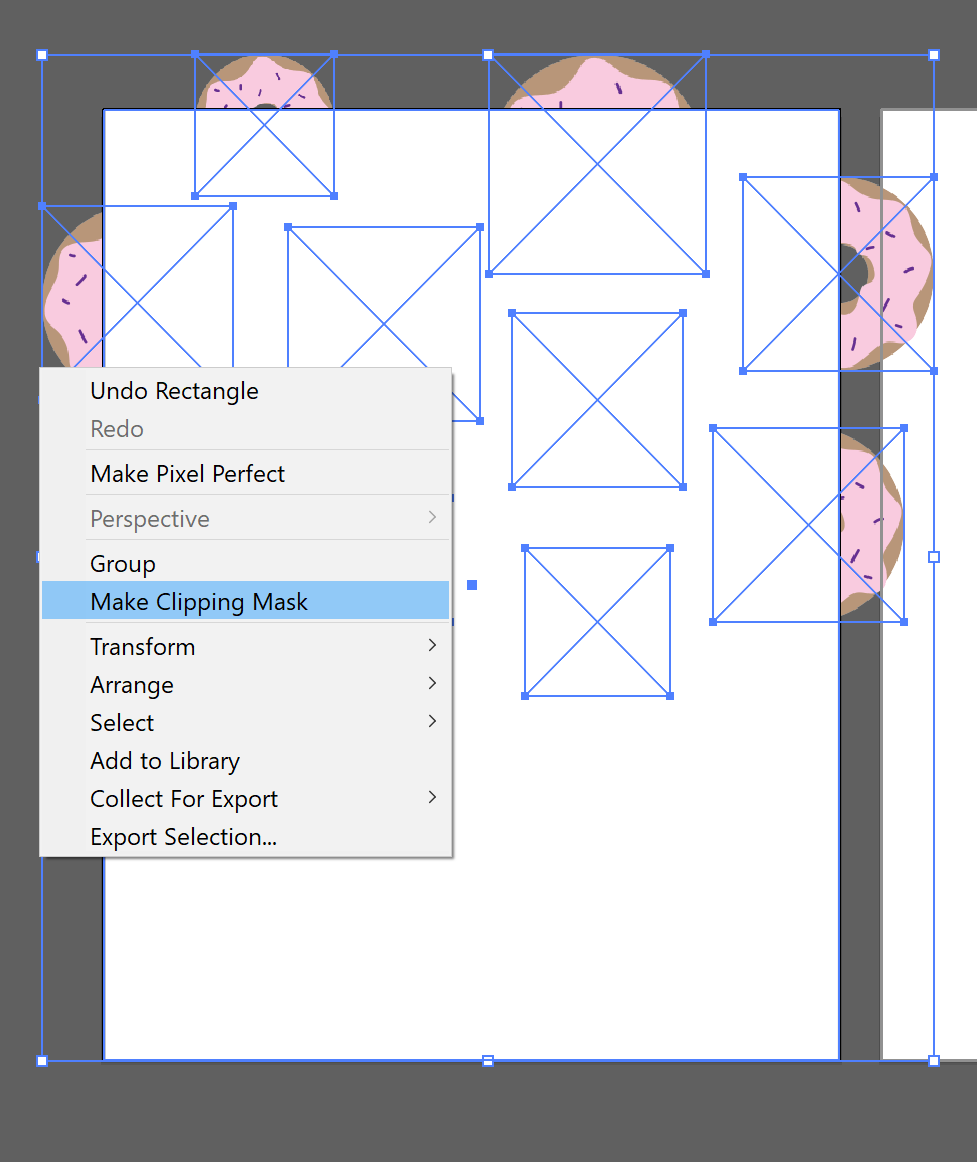 Undo Rectangle
Redo
Make Pixel Perfect
Perspective
Group
Make Clipping Mask
Transform
Arrange
Select
Add to Library
Collect For Export
Export Selection...